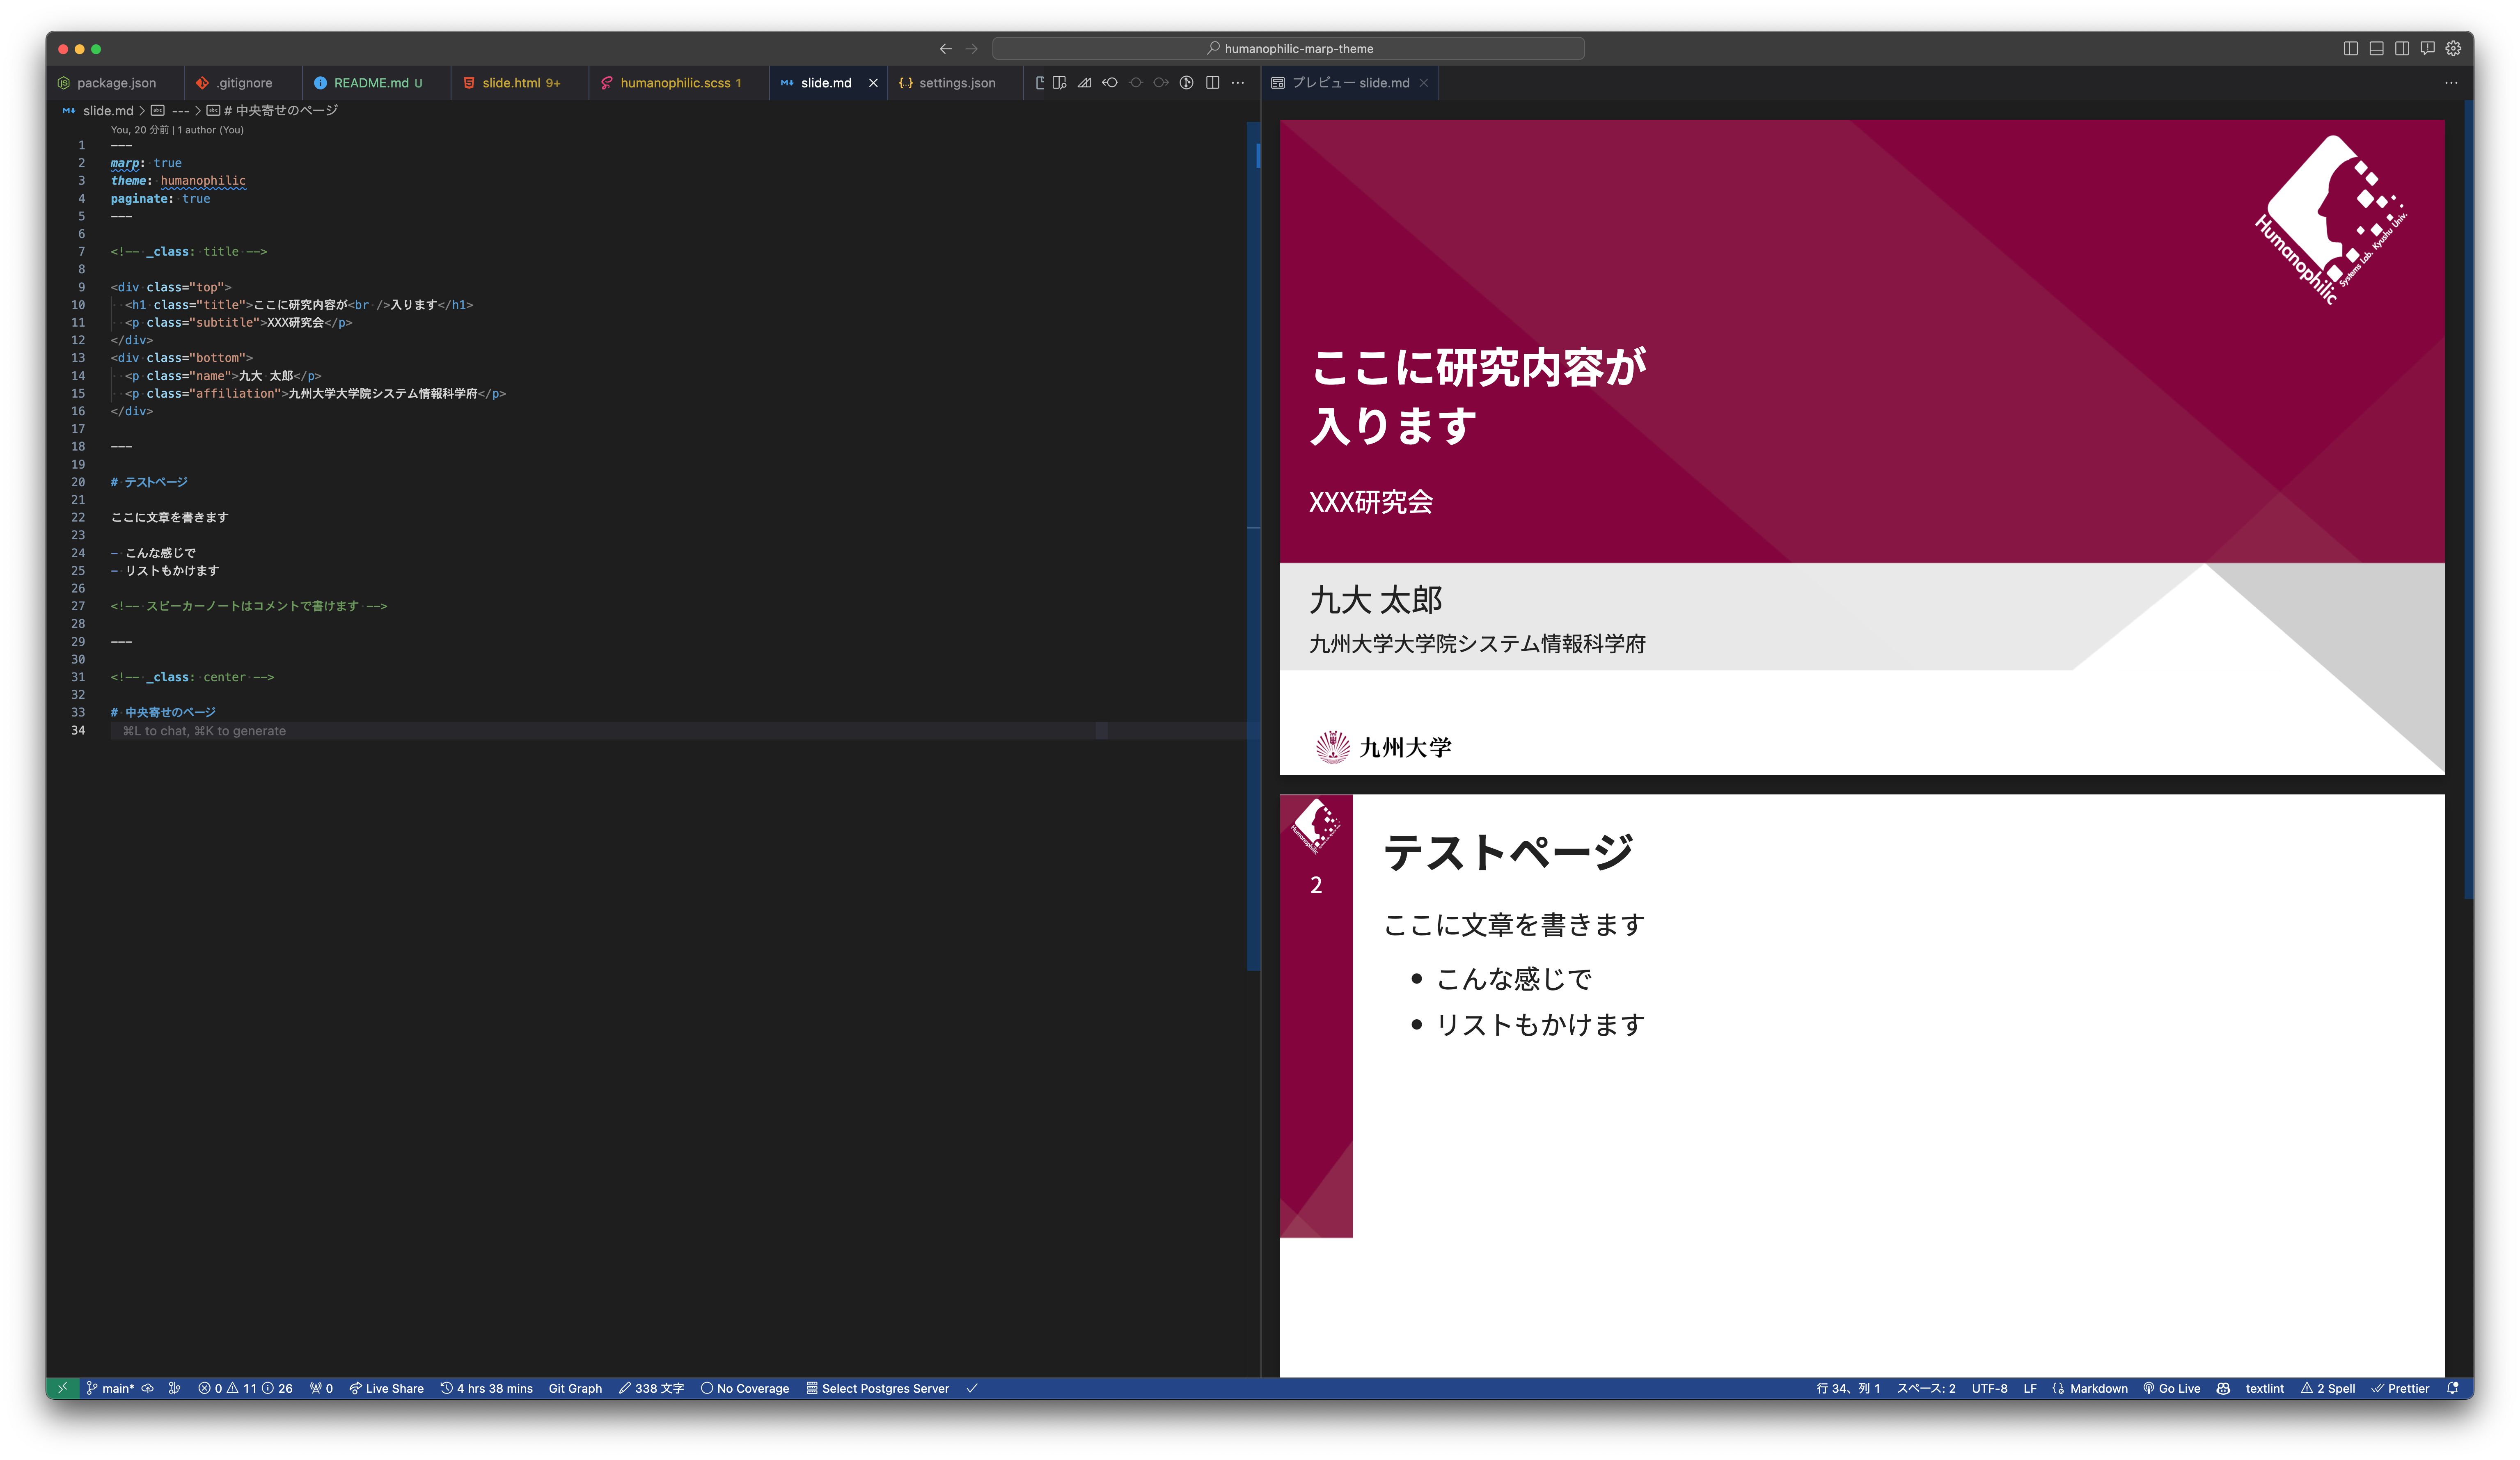 humanophilic-marp-theme
package.json
.gitignore
README.md U
slide.html 9+
humanophilic.scss 1
slide.md
settings.json
プレビュー slide.md
slide.md > --- > # 中央寄せのページ
You, 20 分前 | 1 author (You)
1 ---
2 marp: true
3 theme: humanophilic
4 paginate: true
5 ---
6
7 <!-- _class: title -->
8
9 <div class="top">
10 <h1 class="title">ここに研究内容が<br />入ります</h1>
11 <p class="subtitle">XXX研究会</p>
12 </div>
13 <div class="bottom">
14 <p class="name">九大 太郎</p>
15 <p class="affiliation">九州大学大学院システム情報科学府</p>
16 </div>
17
18 ---
19
20 # テストページ
21
22 ここに文章を書きます
23
24 - こんな感じで
25 - リストもかけます
26
27 <!-- スピーカーノートはコメントで書けます -->
28
29 ---
30
31 <!-- _class: center -->
32
33 # 中央寄せのページ
34 ⌘L to chat, ⌘K to generate
Humanophilic
Systems Lab. Kyushu Univ.
ここに研究内容が
入ります
XXX研究会
九大 太郎
九州大学大学院システム情報科学府
九州大学
Humanophilic
2
テストページ
ここに文章を書きます
• こんな感じで
• リストもかけます
main* 0 11 26 0 Live Share 4 hrs 38 mins Git Graph 338 文字 No Coverage Select Postgres Server
行 34、列 1 スペース: 2 UTF-8 LF Markdown Go Live textlint 2 Spell Prettier